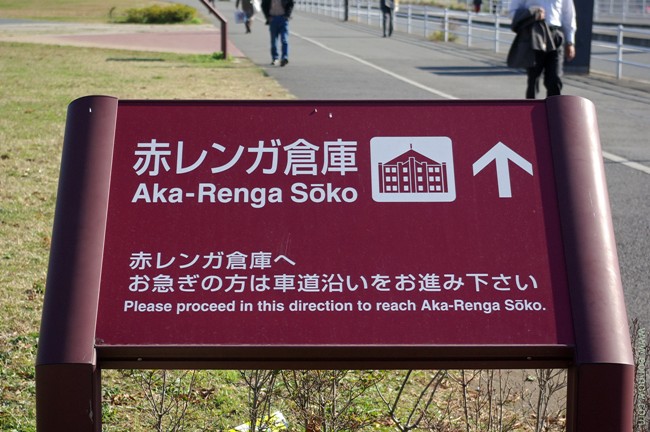 赤レンガ倉庫
Aka-Renga Sōko
赤レンガ倉庫へ
お急ぎの方は車道沿いをお進み下さい
Please proceed in this direction to reach Aka-Renga Sōko.